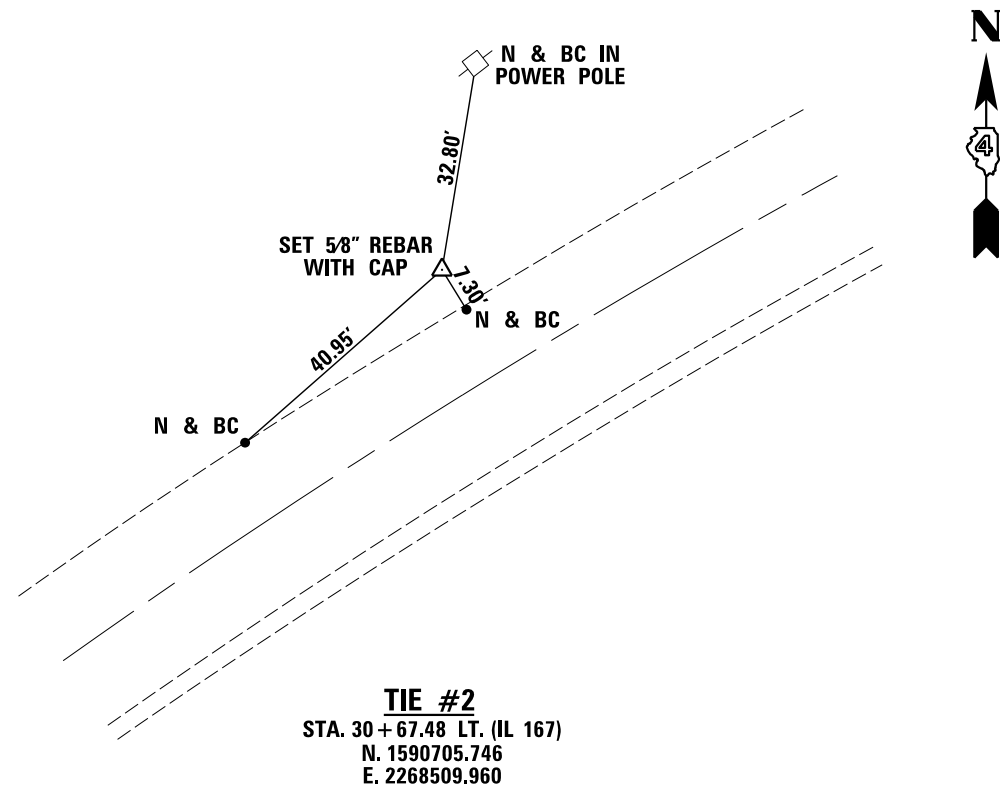 N
4
N & BC IN
POWER POLE
32.80'
SET 5/8" REBAR
WITH CAP
7.30'
N & BC
40.95'
N & BC
TIE #2
STA. 30+67.48 LT. (IL 167)
N. 1590705.746
E. 2268509.960